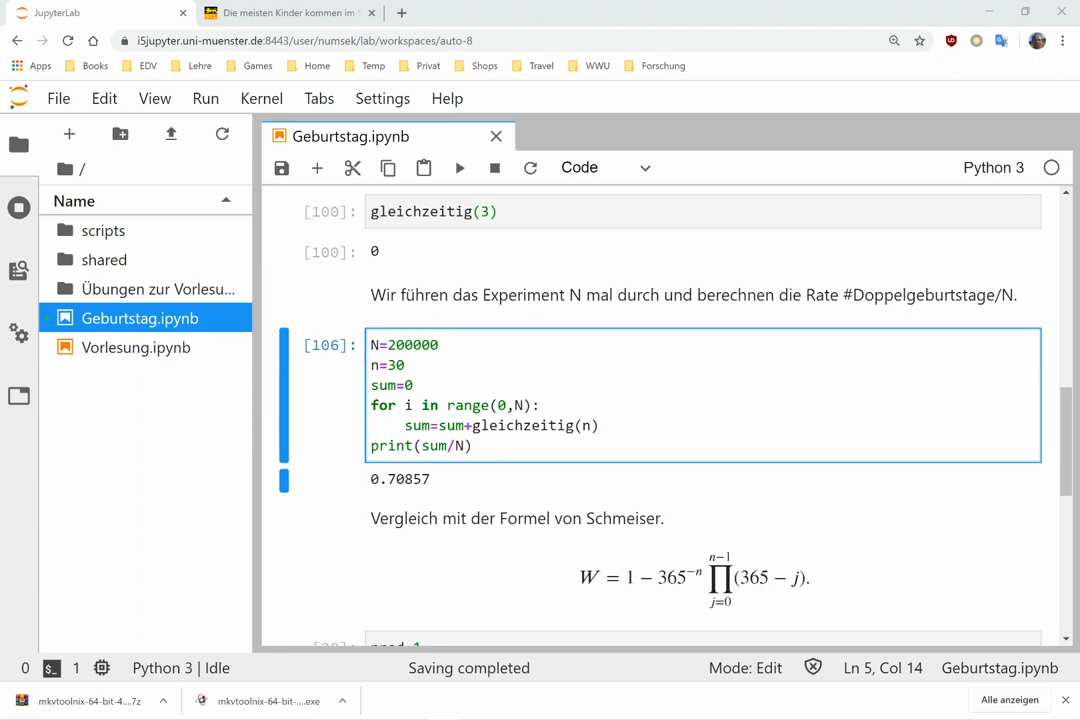 JupyterLab
Die meisten Kinder kommen im
i5jupyter.uni-muenster.de:8443/user/numsek/lab/workspaces/auto-8
Apps Books EDV Lehre Games Home Temp Privat Shops Travel WWU Forschung
File Edit View Run Kernel Tabs Settings Help
Geburtstag.ipynb
/
Code
Python 3
Name
scripts
shared
Übungen zur Vorlesu...
Geburtstag.ipynb
Vorlesung.ipynb
[100]: gleichzeitig(3)
[100]: 0
Wir führen das Experiment N mal durch und berechnen die Rate #Doppelgeburtstage/N.
[106]: N=200000
n=30
sum=0
for i in range(0,N):
sum=sum+gleichzeitig(n)
print(sum/N)
0.70857
Vergleich mit der Formel von Schmeiser.
W = 1 − 365^{−n} ∏_{j=0}^{n−1} (365 − j).
0 $_ 1 Python 3 | Idle Saving completed Mode: Edit Ln 5, Col 14 Geburtstag.ipynb
mkvtoolnix-64-bit-4....7z mkvtoolnix-64-bit-....exe Alle anzeigen